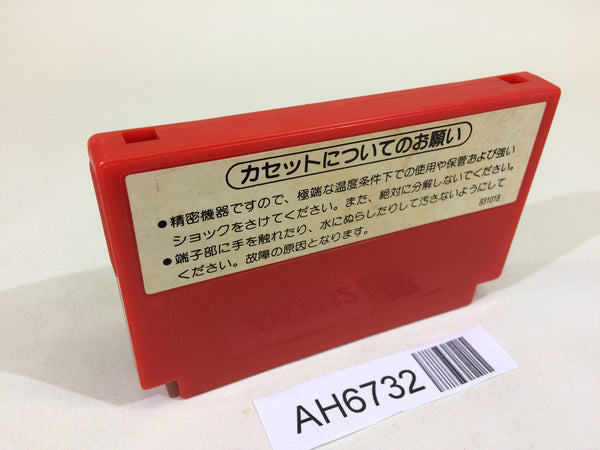 カセットについてのお願い
●精密機器ですので、極端な温度条件下での使用や保管および強い
ショックをさけてください。また、絶対に分解しないでください。
●端子部に手を触れたり、水にぬらしたりして汚さないようにして
ください。故障の原因となります。
831018
AH6732